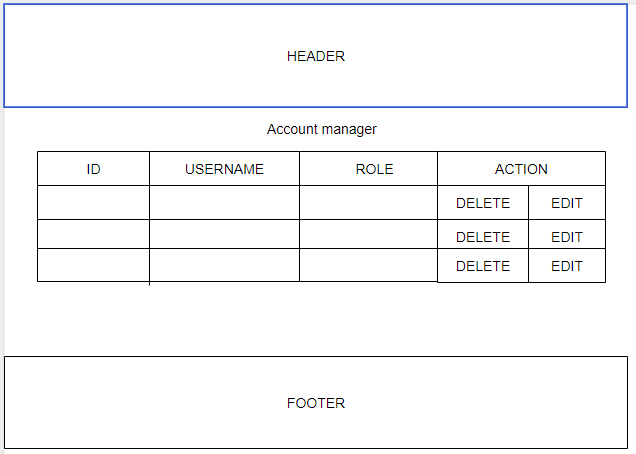 HEADER
Account manager
ID USERNAME ROLE ACTION
DELETE EDIT
DELETE EDIT
DELETE EDIT
FOOTER